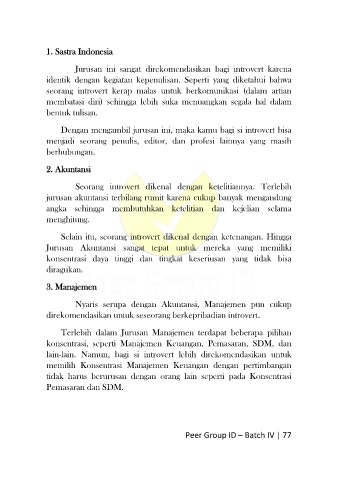 1. Sastra Indonesia
Jurusan ini sangat direkomendasikan bagi introvert karena
identik dengan kegiatan kepenulisan. Seperti yang diketahui bahwa
seorang introvert kerap malas untuk berkomunikasi (dalam artian
membatasi diri) sehingga lebih suka menuangkan segala hal dalam
bentuk tulisan.
Dengan mengambil jurusan ini, maka kamu bagi si introvert bisa
menjadi seorang penulis, editor, dan profesi lainnya yang masih
berhubungan.
2. Akuntansi
Seorang introvert dikenal dengan ketelitiannya. Terlebih
jurusan akuntansi terbilang rumit karena cukup banyak mengandung
angka sehingga membutuhkan ketelitian dan kejelian selama
menghitung.
Selain itu, seorang introvert dikenal dengan ketenangan. Hingga
Jurusan Akuntansi sangat tepat untuk mereka yang memiliki
konsentrasi daya tinggi dan tingkat keseriusan yang tidak bisa
diragukan.
Peer Group ID
3. Manajemen
Nyaris serupa dengan Akuntansi, Manajemen pun cukup
direkomendasikan untuk seseorang berkepribadian introvert.
Terlebih dalam Jurusan Manajemen terdapat beberapa pilihan
konsentrasi, seperti Manajemen Keuangan, Pemasaran, SDM, dan
lain-lain. Namun, bagi si introvert lebih direkomendasikan untuk
memilih Konsentrasi Manajemen Keuangan dengan pertimbangan
tidak harus berurusan dengan orang lain seperti pada Konsentrasi
Pemasaran dan SDM.
Peer Group ID – Batch IV | 77